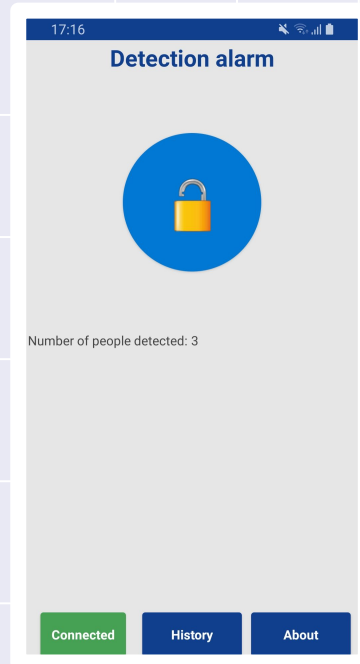 17:16
Detection alarm
Number of people detected: 3
Connected History About